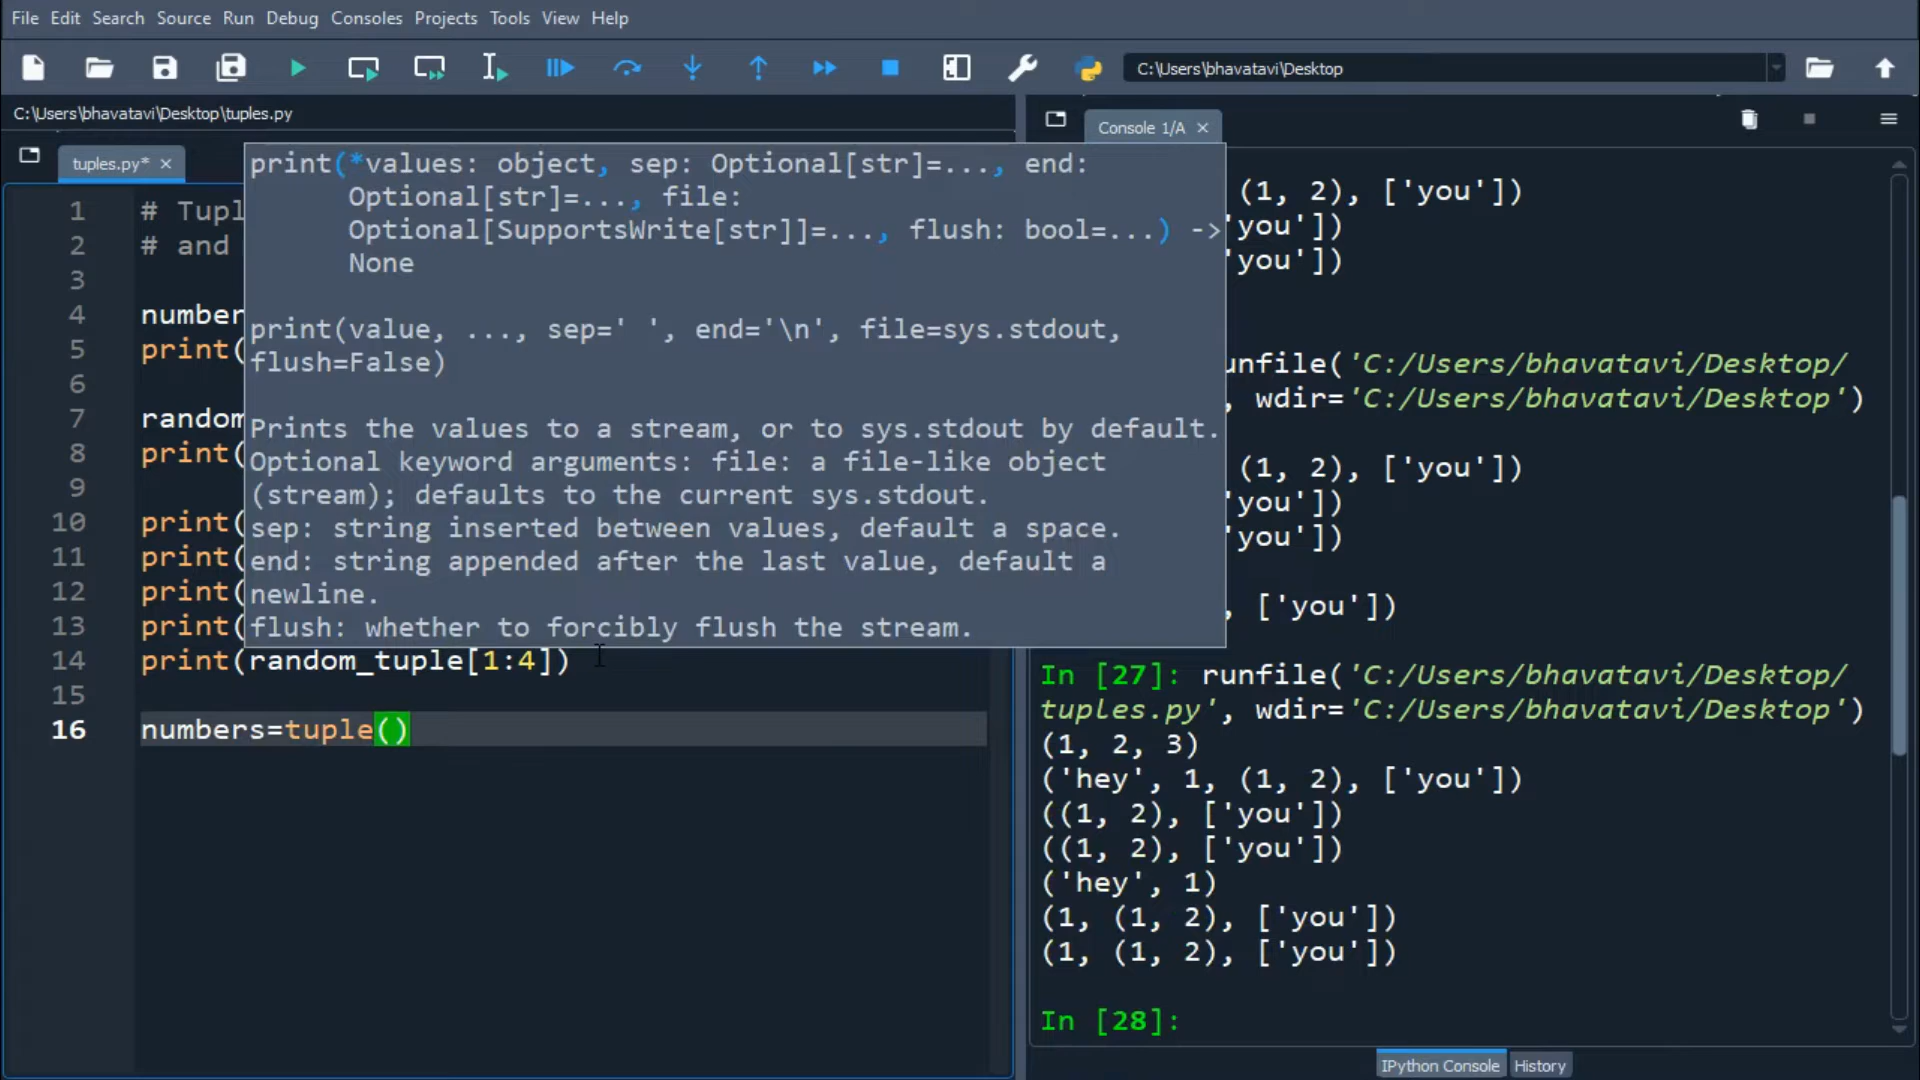 File Edit Search Source Run Debug Consoles Projects Tools View Help
C:\Users\bhavatavi\Desktop
C:\Users\bhavatavi\Desktop\tuples.py
tuples.py*
1 # Tupl
2 # and
3
4 number
5 print(
6
7 random
8 print(
9
10 print(
11 print(
12 print(
13 print(
14 print(random_tuple[1:4])
15
16 numbers=tuple()
print(*values: object, sep: Optional[str]=..., end:
Optional[str]=..., file:
Optional[SupportsWrite[str]]=..., flush: bool=...) ->
None
print(value, ..., sep=' ', end='\n', file=sys.stdout,
flush=False)
Prints the values to a stream, or to sys.stdout by default.
Optional keyword arguments: file: a file-like object
(stream); defaults to the current sys.stdout.
sep: string inserted between values, default a space.
end: string appended after the last value, default a
newline.
flush: whether to forcibly flush the stream.
Console 1/A
(1, 2), ['you'])
'you'])
'you'])
unfile('C:/Users/bhavatavi/Desktop/
, wdir='C:/Users/bhavatavi/Desktop')
(1, 2), ['you'])
'you'])
'you'])
, ['you'])
In [27]: runfile('C:/Users/bhavatavi/Desktop/
tuples.py', wdir='C:/Users/bhavatavi/Desktop')
(1, 2, 3)
('hey', 1, (1, 2), ['you'])
((1, 2), ['you'])
((1, 2), ['you'])
('hey', 1)
(1, (1, 2), ['you'])
(1, (1, 2), ['you'])
In [28]:
IPython Console History